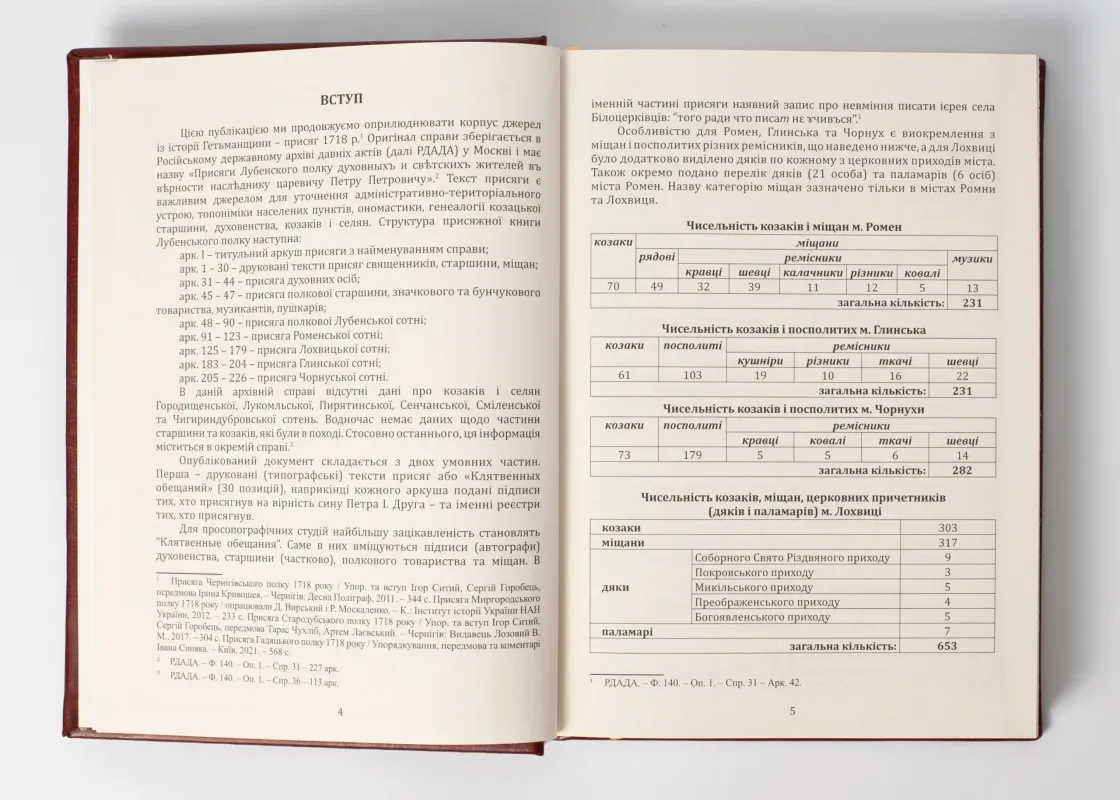 ВСТУП
Цією публікацією ми продовжуємо оприлюднювати корпус джерел
із історії Гетьманщини – присяг 1718 р.¹ Оригінал справи зберігається в
Російському державному архіві давніх актів (далі РДАДА) у Москві і має
назву «Присяги Лубенского полку духовныхъ и свѣтскихъ жителей въ
вѣрности наслѣднику царевичу Петру Петровичу».² Текст присяги є
важливим джерелом для уточнення адміністративно-територіального
устрою, топоніміки населених пунктів, ономастики, генеалогії козацької
старшини, духовенства, козаків і селян. Структура присяжної книги
Лубенського полку наступна:
арк. І – титульний аркуш присяги з найменуванням справи;
арк. 1 – 30 – друковані тексти присяг священників, старшини, міщан;
арк. 31 – 44 – присяга духовних осіб;
арк. 45 – 47 – присяга полкової старшини, значкового та бунчукового
товариства, музикантів, пушкарів;
арк. 48 – 90 – присяга полкової Лубенської сотні;
арк. 91 – 123 – присяга Роменської сотні;
арк. 125 – 179 – присяга Лохвицької сотні;
арк. 183 – 204 – присяга Глинської сотні;
арк. 205 – 226 – присяга Чорнуської сотні.
В даній архівній справі відсутні дані про козаків і селян
Городищенської, Лукомльської, Пирятинської, Сенчанської, Сміленської
та Чигириндубровської сотень. Водночас немає даних щодо частини
старшини та козаків, які були в поході. Стосовно останнього, ця інформація
міститься в окремій справі.³
Опублікований документ складається з двох умовних частин.
Перша – друковані (типографські) тексти присяг або «Клятвенных
обещаний» (30 позицій), наприкінці кожного аркуша подані підписи
тих, хто присягнув на вірність сину Петра І. Друга – та іменні реєстри
тих, хто присягнув.
Для просопографічних студій найбільшу зацікавленість становлять
"Клятвенные обещания". Саме в них вміщуються підписи (автографи)
духовенства, старшини (частково), полкового товариства та міщан. В
¹ Присяга Чернігівського полку 1718 року / Упор. та вступ Ігор Ситий, Сергій Горобець,
передмова Ірина Кривошея. – Чернігів: Десна Поліграф, 2011. – 344 с. Присяга Миргородського
полку 1718 року / опрацювали Д. Вирський і Р. Москаленко. – К.: Інститут історії України НАН
України, 2012. – 233 с. Присяга Стародубського полку 1718 року / Упор. та вступ Ігор Ситий,
Сергій Горобець, передмова Тарас Чухліб, Артем Лаєвський. – Чернігів: Видавець Лозовий В.
М., 2017. – 304 с. Присяга Гадяцького полку 1718 року / Упорядкування, передмова та коментарі
Івана Синяка. – Київ, 2021. – 568 с.
² РДАДА. – Ф. 140. – Оп. 1. – Спр. 31 – 227 арк.
³ РДАДА. – Ф. 140. – Оп. 1. – Спр. 36 – 113 арк.
4
іменній частині присяги наявний запис про невміння писати ієрея села
Білоцерківців: "того ради что писат не учивься".¹
Особливістю для Ромен, Глинська та Чорнух є виокремлення з
міщан і посполитих різних ремісників, що наведено нижче, а для Лохвиці
було додатково виділено дяків по кожному з церковних приходів міста.
Також окремо подано перелік дяків (21 особа) та паламарів (6 осіб)
міста Ромен. Назву категорію міщан зазначено тільки в містах Ромни
та Лохвиця.
Чисельність козаків і міщан м. Ромен
козаки міщани
рядові ремісники музики
кравці шевці калачники різники ковалі
70 49 32 39 11 12 5 13
загальна кількість: 231
Чисельність козаків і посполитих м. Глинська
козаки посполиті ремісники
кушніри різники ткачі шевці
61 103 19 10 16 22
загальна кількість: 231
Чисельність козаків і посполитих м. Чорнухи
козаки посполиті ремісники
кравці ковалі ткачі шевці
73 179 5 5 6 14
загальна кількість: 282
Чисельність козаків, міщан, церковних причетників
(дяків і паламарів) м. Лохвиці
козаки 303
міщани 317
дяки Соборного Свято Різдвяного приходу 9
Покровського приходу 3
Микільського приходу 5
Преображенського приходу 4
Богоявленського приходу 5
паламарі 7
загальна кількість: 653
¹ РДАДА. – Ф. 140. – Оп. 1. – Спр. 31 – Арк. 42.
5